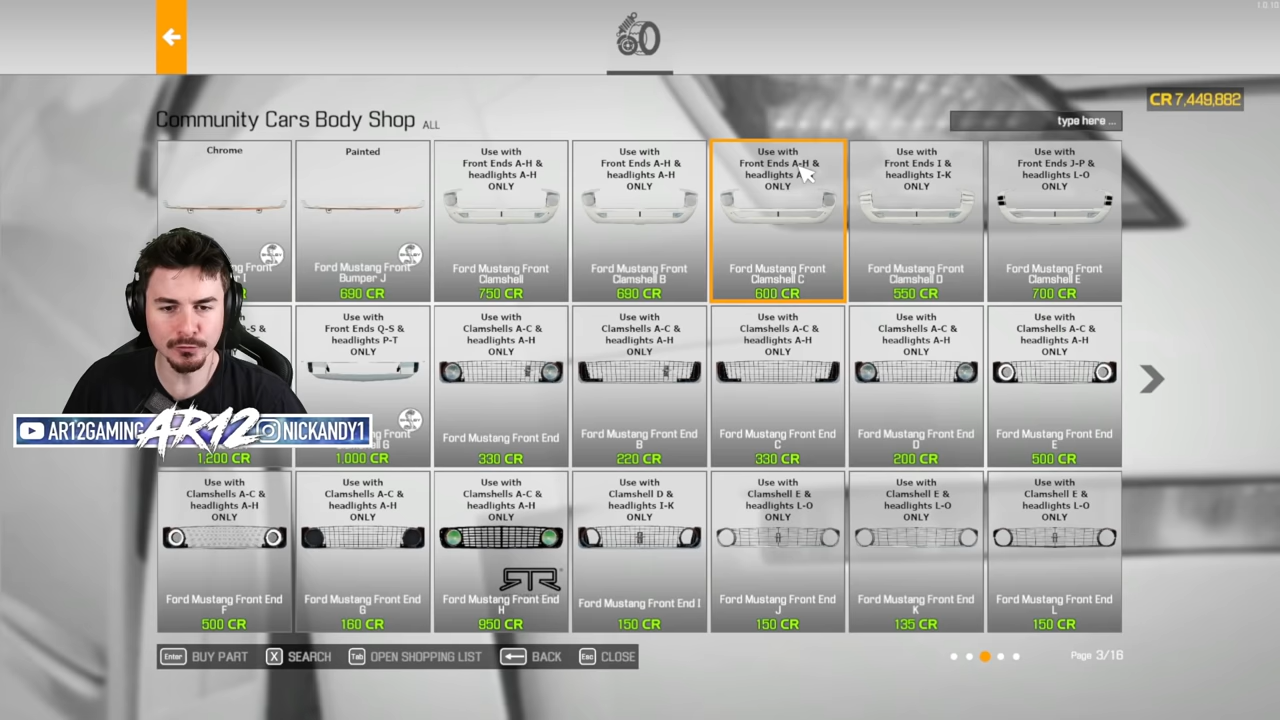 1.0.10
CR 7,449,882
Community Cars Body Shop ALL
type here ...
Chrome
ng Front
Painted
Ford Mustang Front
Bumper J
690 CR
Use with
Front Ends A-H &
headlights A-H
ONLY
Ford Mustang Front
Clamshell
750 CR
Use with
Front Ends A-H &
headlights A-H
ONLY
Ford Mustang Front
Clamshell B
690 CR
Use with
Front Ends A-H &
headlights A
ONLY
Ford Mustang Front
Clamshell C
600 CR
Use with
Front Ends I &
headlights I-K
ONLY
Ford Mustang Front
Clamshell D
550 CR
Use with
Front Ends J-P &
headlights L-O
ONLY
Ford Mustang Front
Clamshell E
700 CR
1,200 CR
Use with
Front Ends Q-S &
headlights P-T
ONLY
Front
G
1,000 CR
Use with
Clamshells A-C &
headlights A-H
ONLY
Ford Mustang Front End
330 CR
Use with
Clamshells A-C &
headlights A-H
ONLY
Ford Mustang Front End
B
220 CR
Use with
Clamshells A-C &
headlights A-H
ONLY
Ford Mustang Front End
C
330 CR
Use with
Clamshells A-C &
headlights A-H
ONLY
Ford Mustang Front End
D
200 CR
Use with
Clamshells A-C &
headlights A-H
ONLY
Ford Mustang Front End
E
500 CR
AR12GAMING AR12 NICKANDY1
Use with
Clamshells A-C &
headlights A-H
ONLY
Ford Mustang Front End
F
500 CR
Use with
Clamshells A-C &
headlights A-H
ONLY
Ford Mustang Front End
G
160 CR
Use with
Clamshells A-C &
headlights A-H
ONLY
RTR
Ford Mustang Front End
H
950 CR
Use with
Clamshell D &
headlights I-K
ONLY
Ford Mustang Front End I
150 CR
Use with
Clamshell E &
headlights L-O
ONLY
Ford Mustang Front End
J
150 CR
Use with
Clamshell E &
headlights L-O
ONLY
Ford Mustang Front End
K
135 CR
Use with
Clamshell E &
headlights L-O
ONLY
Ford Mustang Front End
L
150 CR
Enter BUY PART X SEARCH Tab OPEN SHOPPING LIST BACK Esc CLOSE
Page 3/16